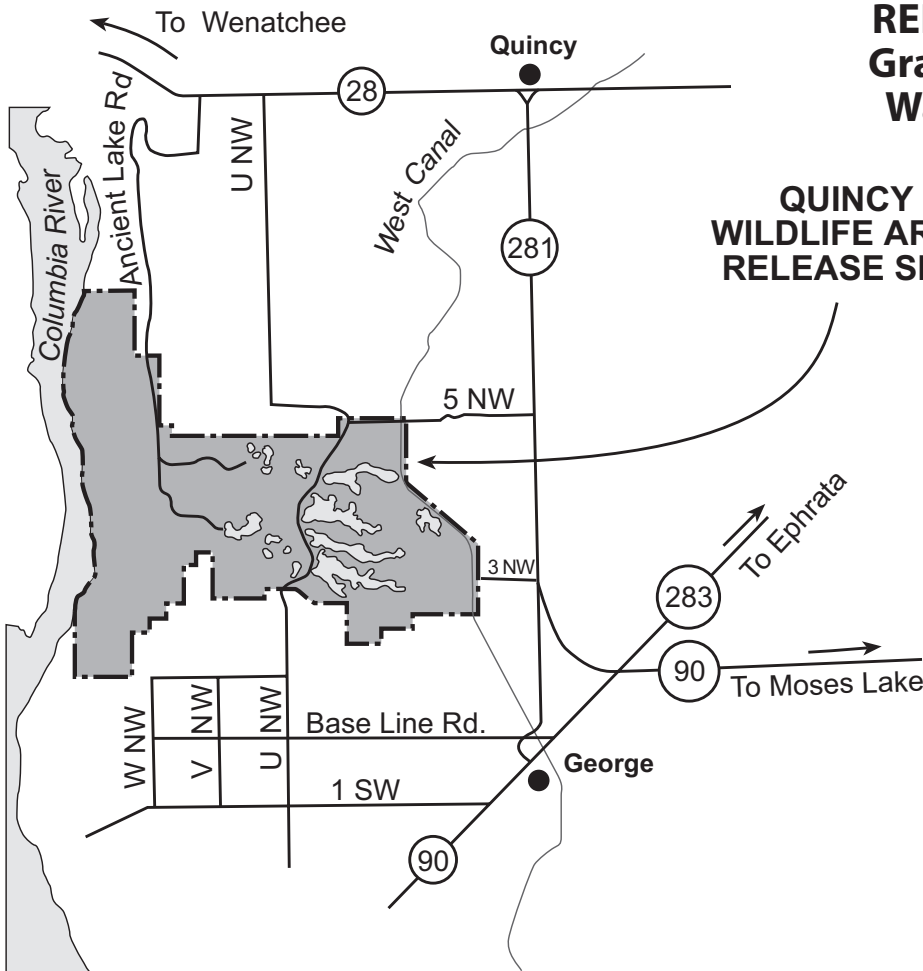 To Wenatchee
Quincy
28
Ancient Lake Rd
U NW
West Canal
Columbia River
281
QUINCY
WILDLIFE AR
RELEASE
5 NW
3 NW
To Ephrata
283
90
To Moses Lake
W NW
V NW
U NW
Base Line Rd.
George
1 SW
90